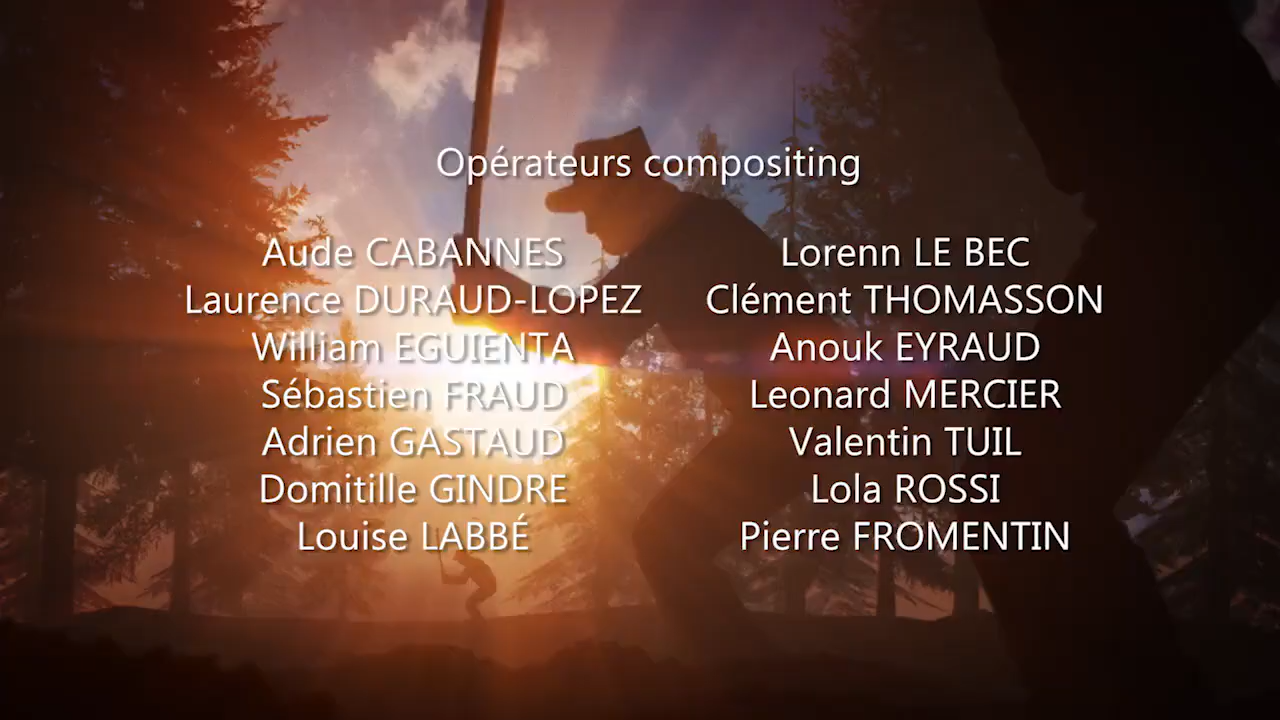 Opérateurs compositing
Aude CABANNES
Laurence DURAUD-LOPEZ
William EGUIENTA
Sébastien FRAUD
Adrien GASTAUD
Domitille GINDRE
Louise LABBÉ
Lorenn LE BEC
Clément THOMASSON
Anouk EYRAUD
Leonard MERCIER
Valentin TUIL
Lola ROSSI
Pierre FROMENTIN